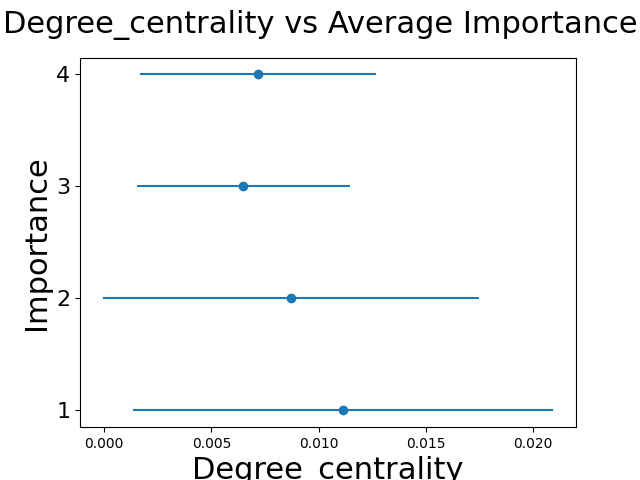 Degree_centrality vs Average Importance
4
3
2
1
Importance
0.000 0.005 0.010 0.015 0.020
Degree_centrality